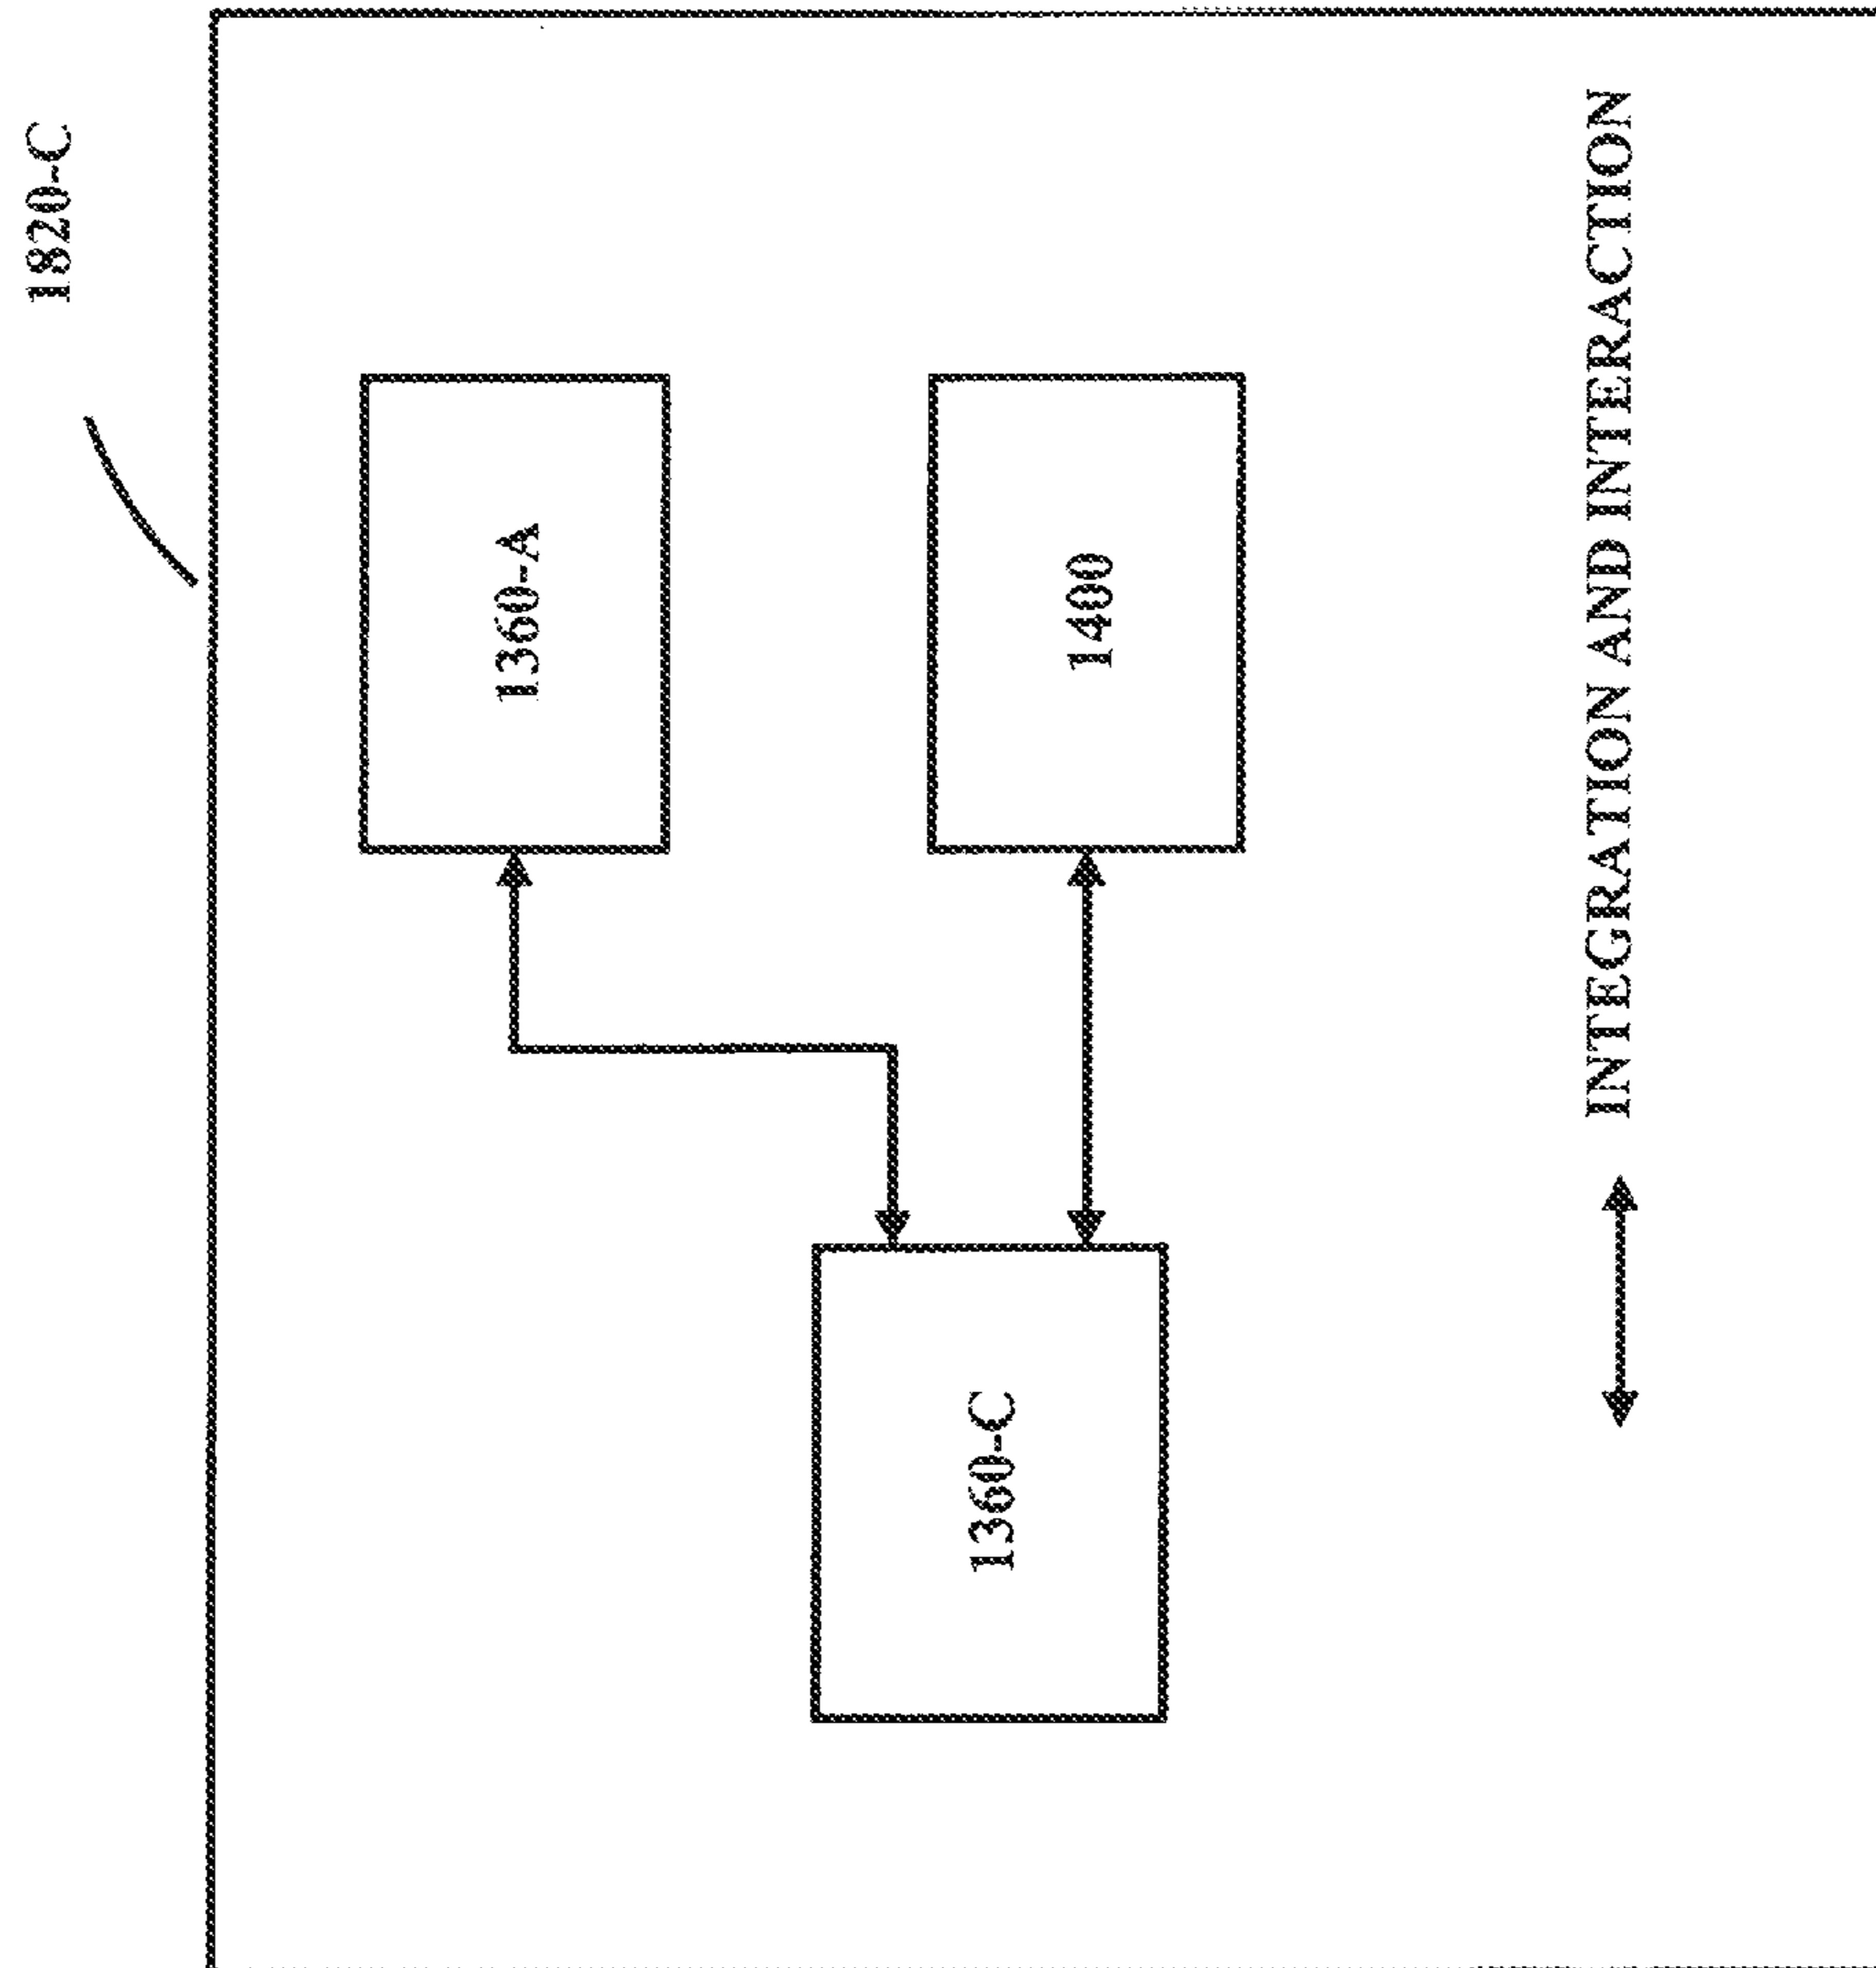 1820-C
1360-A
1400
1360-C
INTEGRATION AND INTERACTION